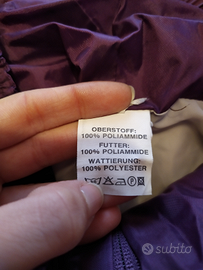 OBERSTOFF:
100% POLIAMMIDE
FUTTER:
100% POLIAMMIDE
WATTIERUNG:
100% POLYESTER
subito